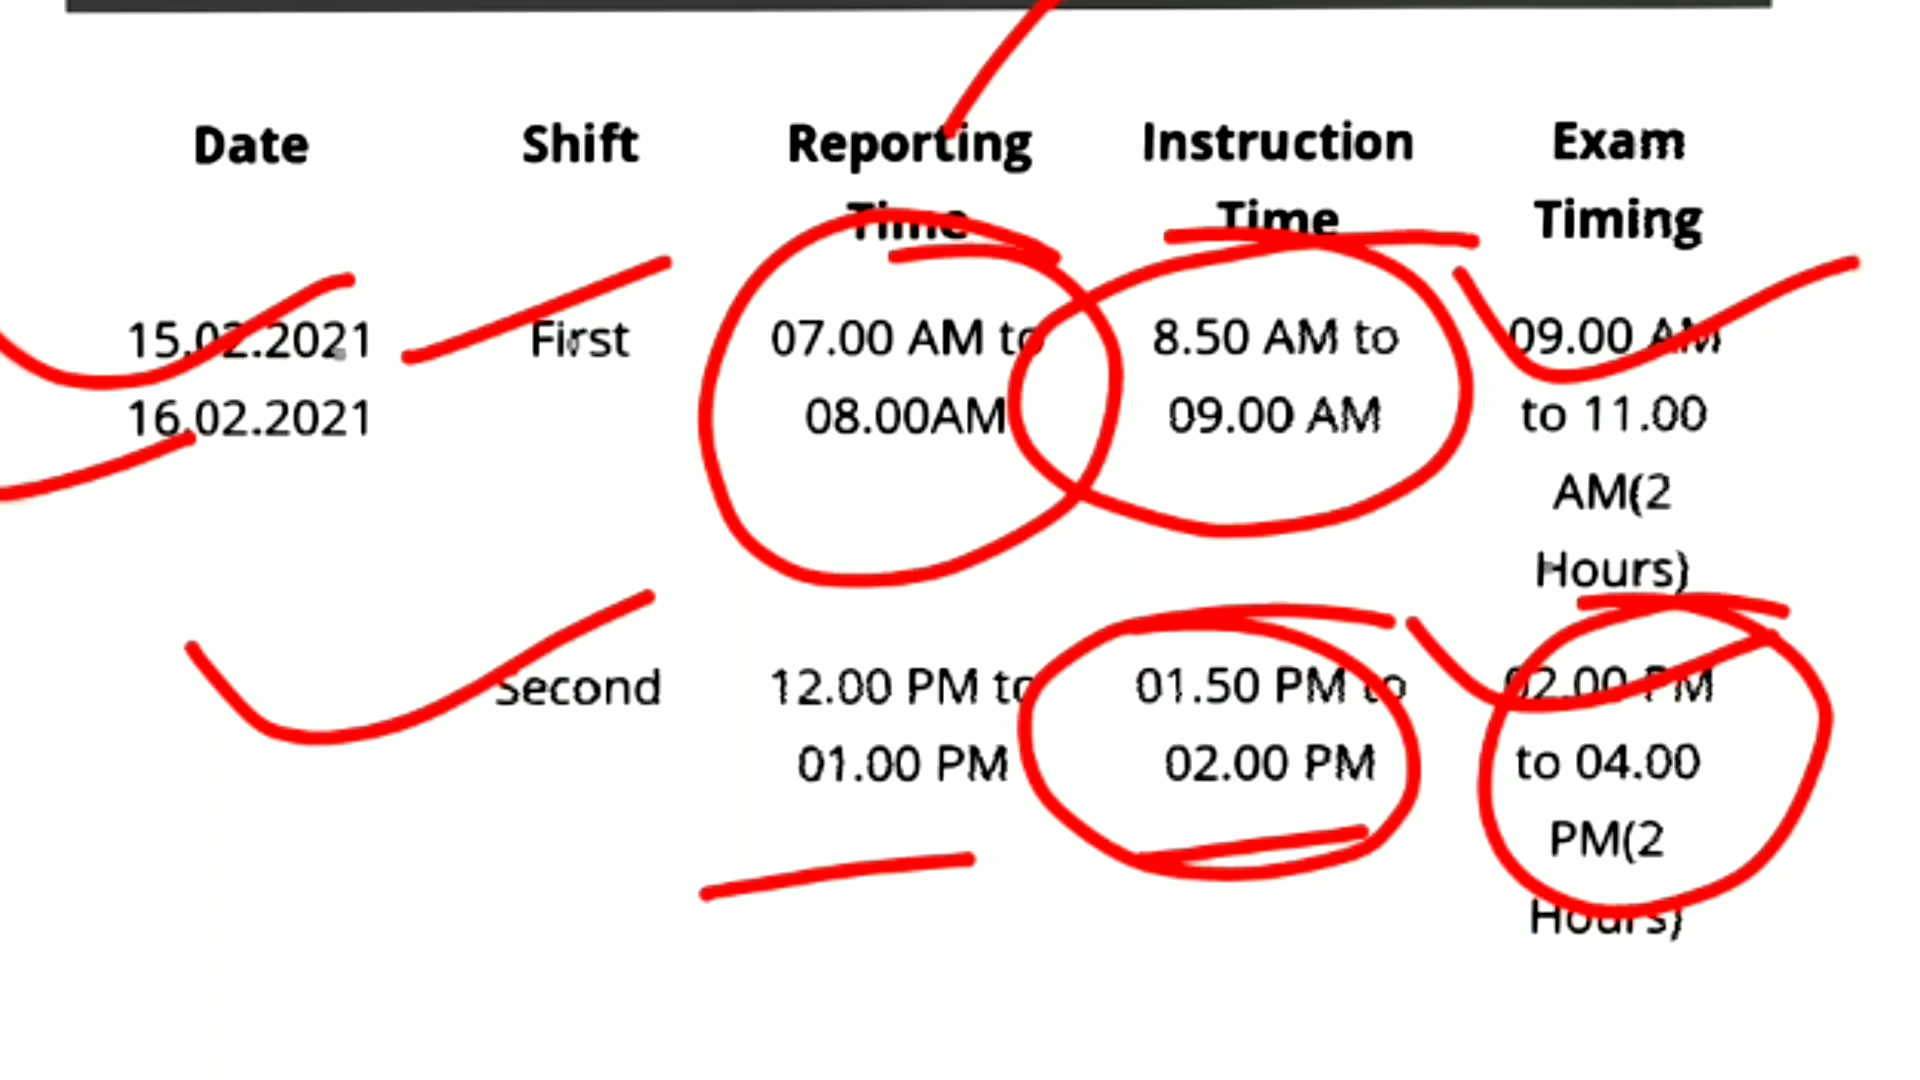 Date Shift Reporting Instruction Exam
Time Time Timing
15.02.2021 First 07.00 AM to 8.50 AM to 09.00 AM
16.02.2021 08.00AM 09.00 AM to 11.00
AM(2
Hours)
Second 12.00 PM to 01.50 PM to 02.00 PM
01.00 PM 02.00 PM to 04.00
PM(2
Hours)